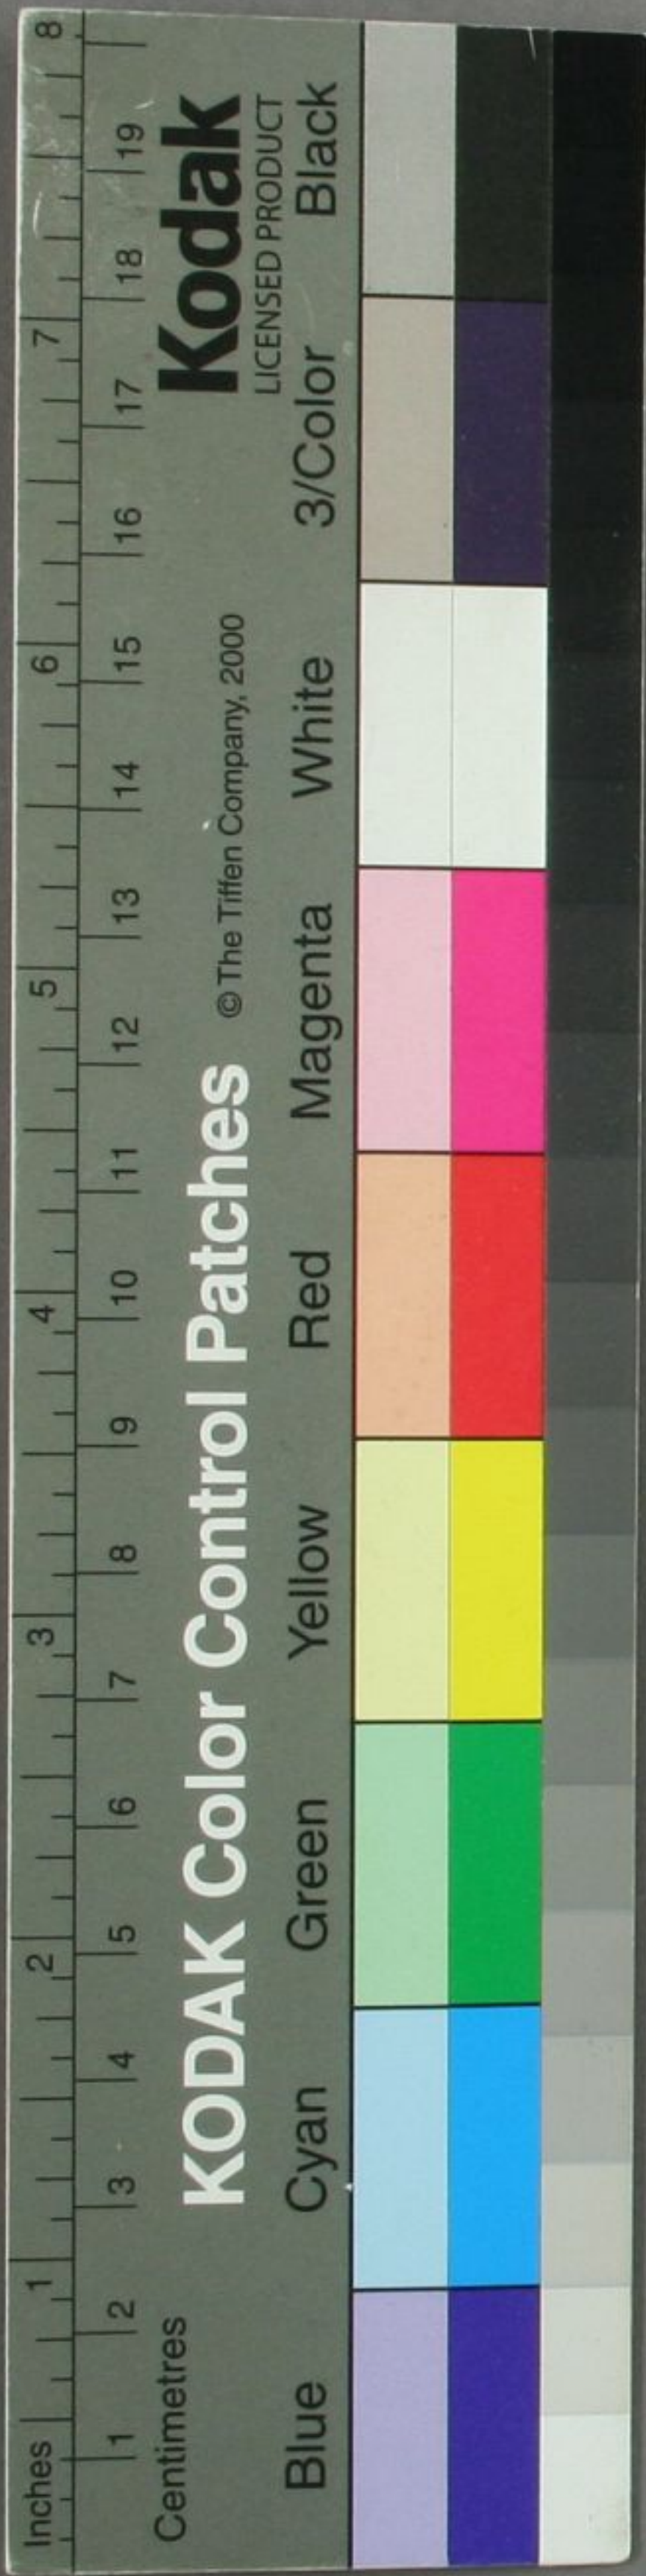 Inches 1 2 3 4 5 6 7 8
1 2 3 4 5 6 7 8 9 10 11 12 13 14 15 16 17 18 19
Centimetres
KODAK Color Control Patches © The Tiffen Company, 2000
Kodak
LICENSED PRODUCT
Blue Cyan Green Yellow Red Magenta White 3/Color Black